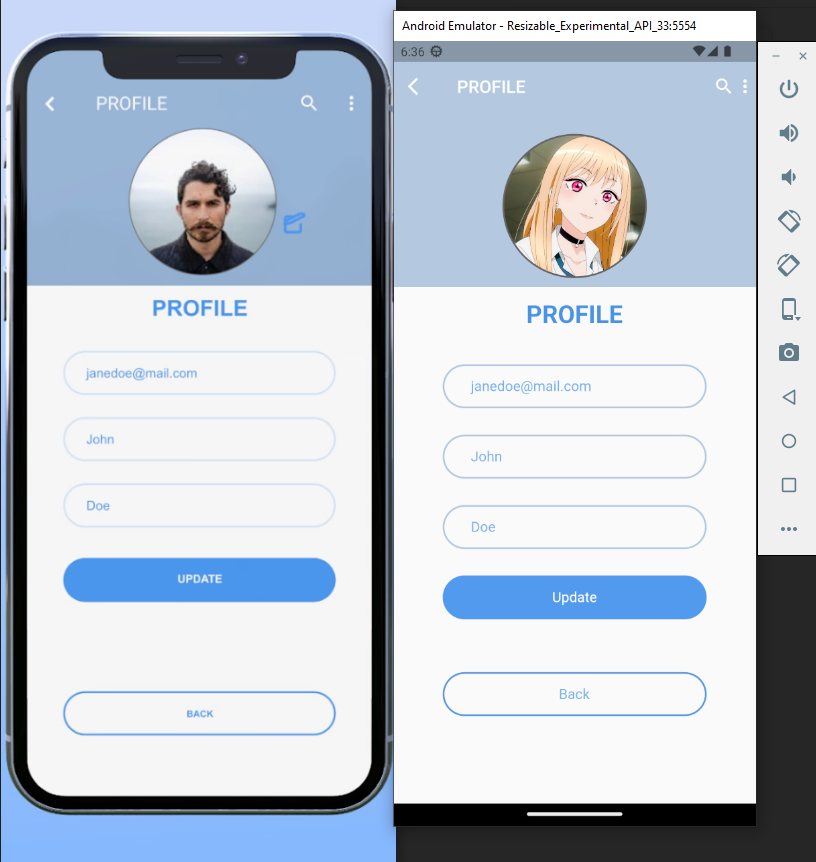 PROFILE
PROFILE
janedoe@mail.com
John
Doe
UPDATE
BACK
Android Emulator - Resizable_Experimental_API_33:5554
6:36
PROFILE
PROFILE
janedoe@mail.com
John
Doe
Update
Back